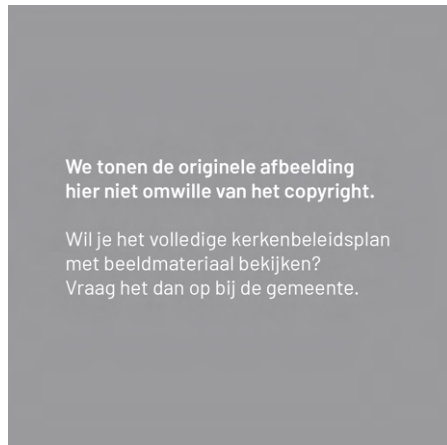 We tonen de originele afbeelding
hier niet omwille van het copyright.
Wil je het volledige kerkenbeleidsplan
met beeldmateriaal bekijken?
Vraag het dan op bij de gemeente.